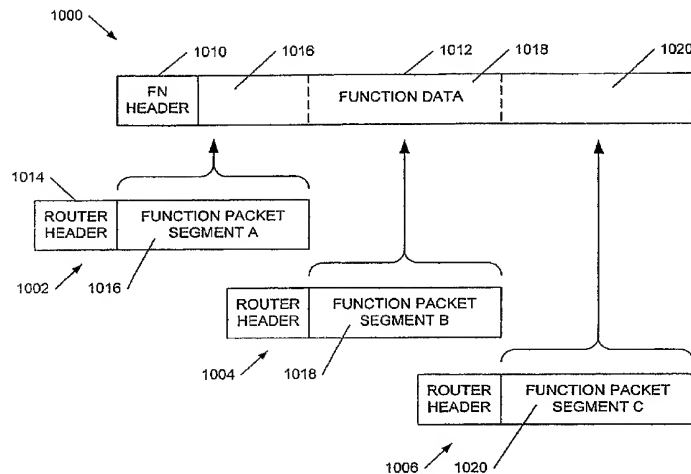 1000
1010
1016
1012
1018
1020
FN
HEADER
FUNCTION DATA
1014
ROUTER
HEADER
FUNCTION PACKET
SEGMENT A
1002
1016
ROUTER
HEADER
FUNCTION PACKET
SEGMENT B
1004
1018
ROUTER
HEADER
FUNCTION PACKET
SEGMENT C
1006
1020